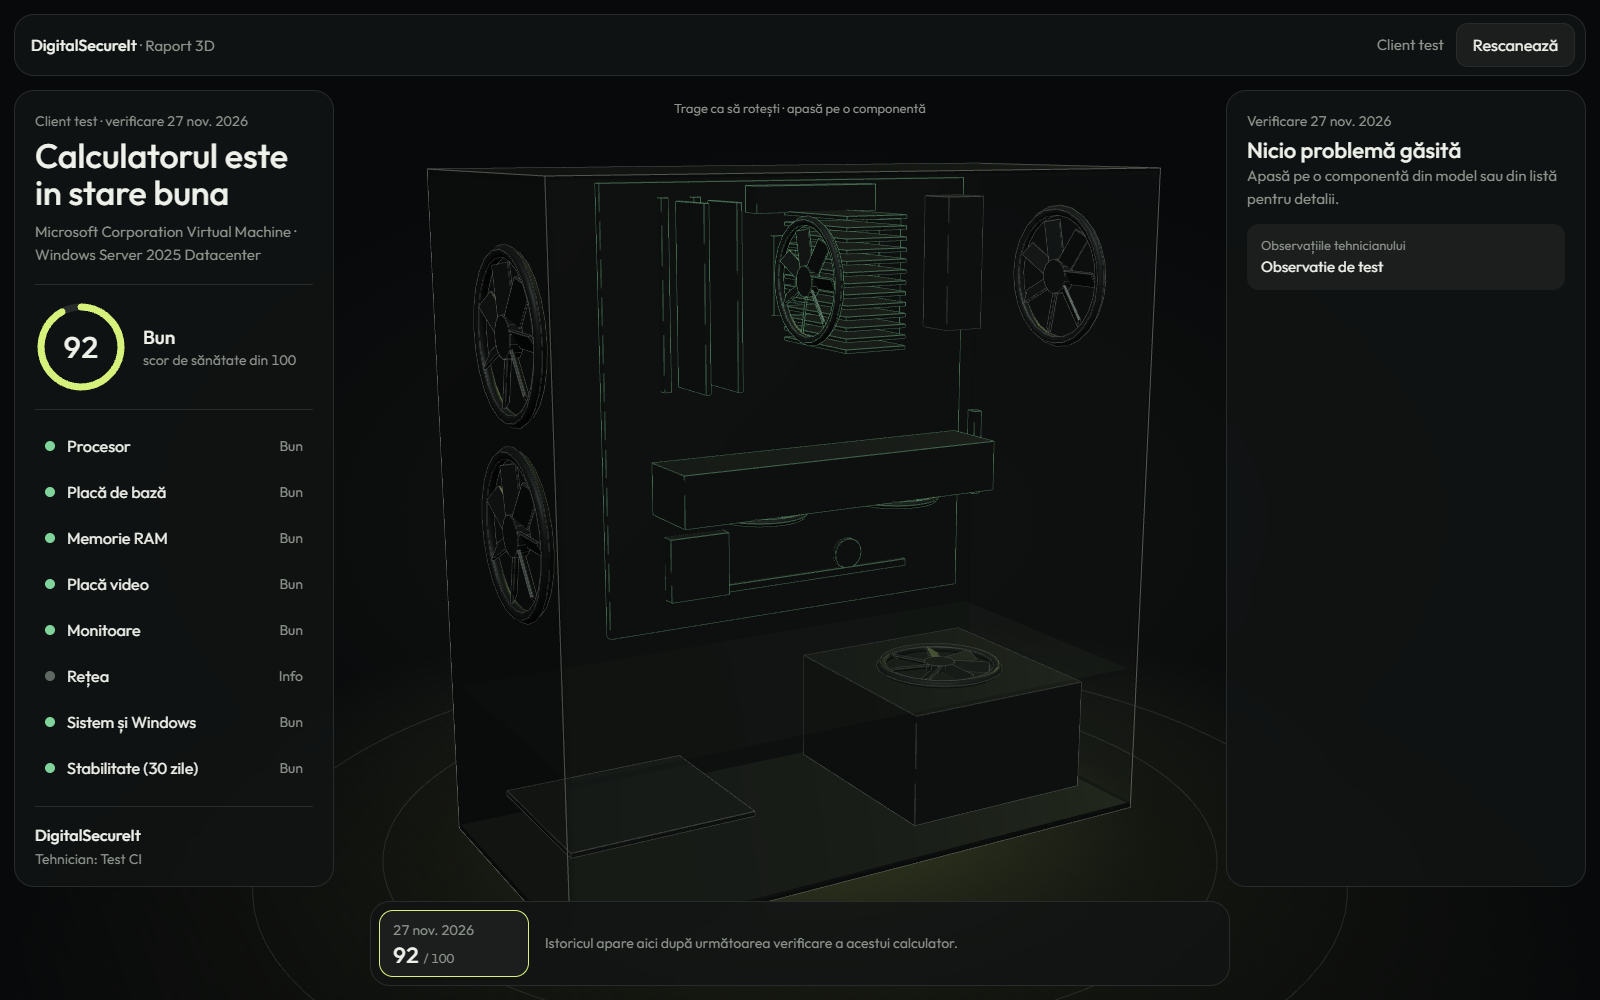 DigitalSecureIt · Raport 3D
Client test
Rescanează
Client test · verificare 27 nov. 2026
Calculatorul este
in stare buna
Microsoft Corporation Virtual Machine ·
Windows Server 2025 Datacenter
92
Bun
scor de sănătate din 100
Procesor Bun
Placă de bază Bun
Memorie RAM Bun
Placă video Bun
Monitoare Bun
Rețea Info
Sistem și Windows Bun
Stabilitate (30 zile) Bun
DigitalSecureIt
Tehnician: Test CI
Trage ca să rotești · apasă pe o componentă
Verificare 27 nov. 2026
Nicio problemă găsită
Apasă pe o componentă din model sau din listă
pentru detalii.
Observațiile tehnicianului
Observatie de test
27 nov. 2026
92 / 100
Istoricul apare aici după următoarea verificare a acestui calculator.